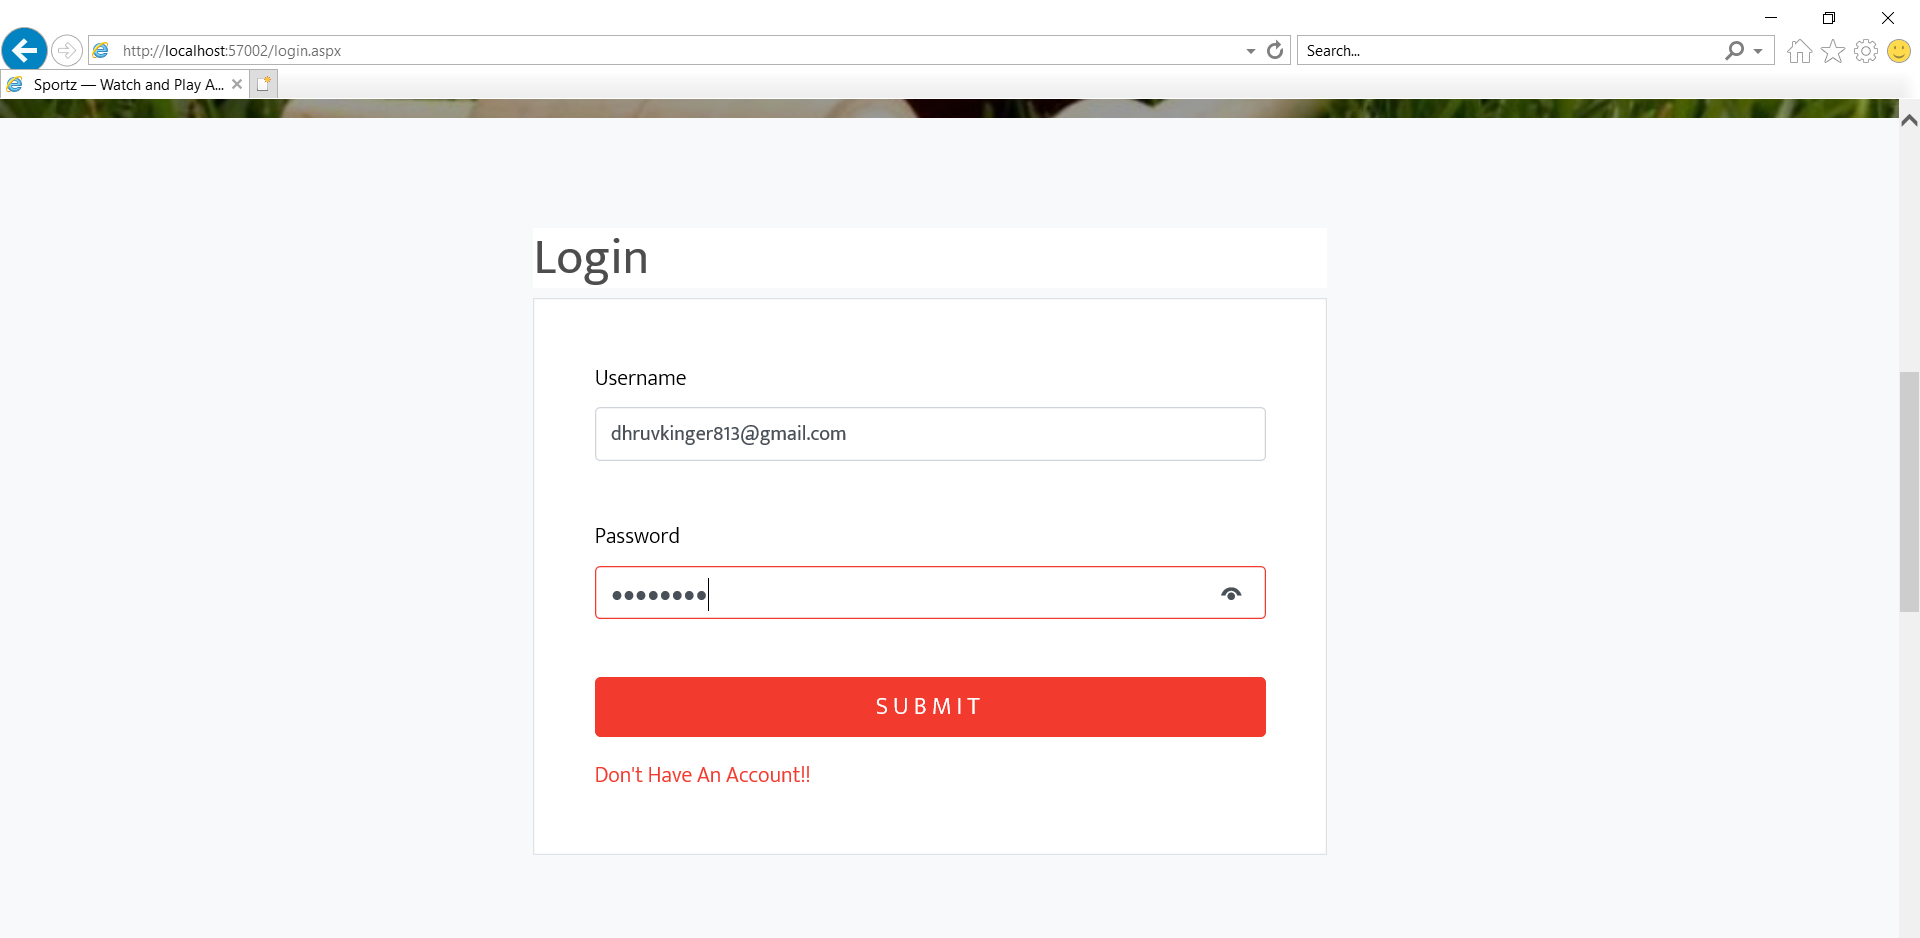 http://localhost:57002/login.aspx
Search...
Sportz — Watch and Play A...
Login
Username
dhruvkinger813@gmail.com
Password
SUBMIT
Don't Have An Account!!